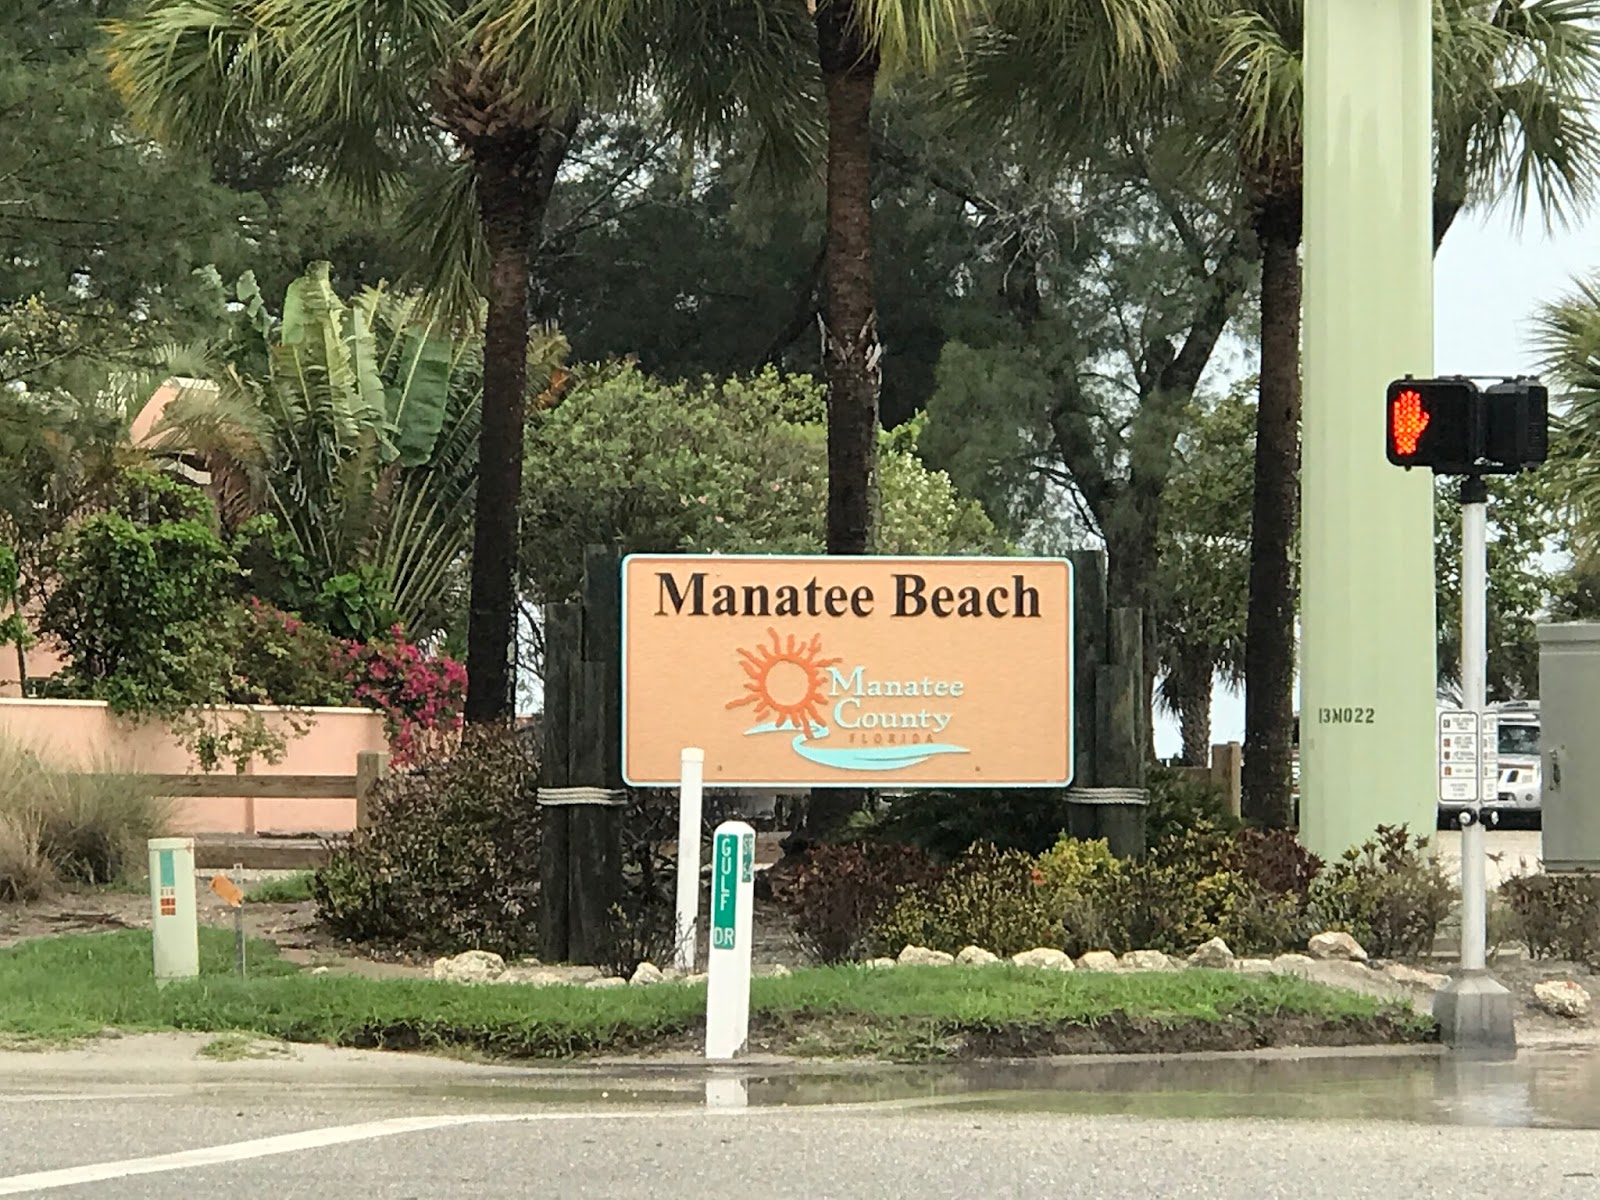 Manatee Beach
Manatee
County
FLORIDA
13M022
GULF
DR